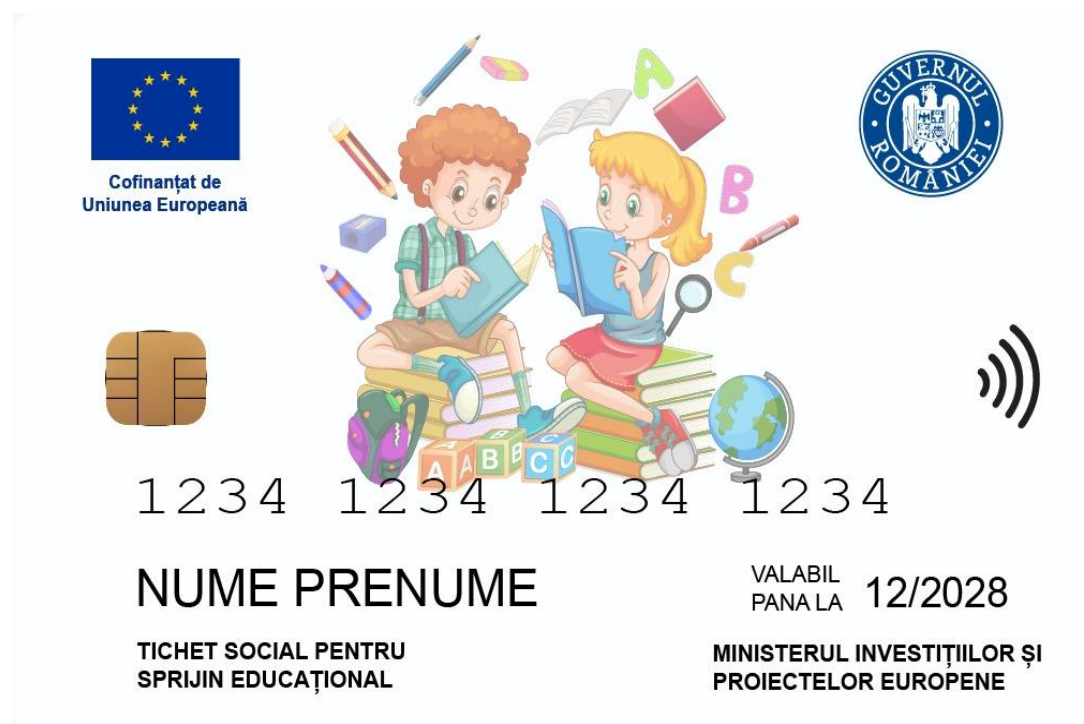 Cofinanțat de
Uniunea Europeană
GUVERNUL ROMÂNIEI
A
B
C
A A B B B C C
1234 1234 1234 1234
NUME PRENUME
VALABIL
PANA LA 12/2028
TICHET SOCIAL PENTRU
SPRIJIN EDUCAȚIONAL
MINISTERUL INVESTIȚIILOR ȘI
PROIECTELOR EUROPENE